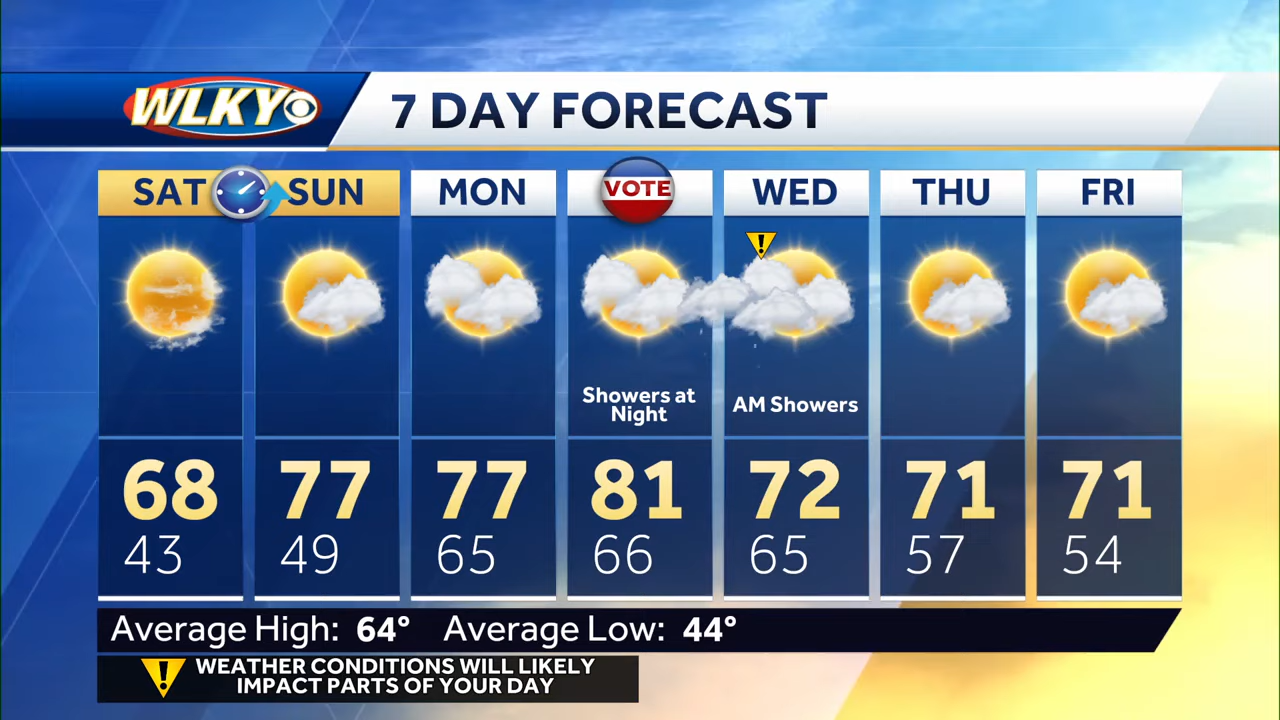 WLKY
7 DAY FORECAST
SAT SUN MON VOTE WED THU FRI
!
Showers at
Night
AM Showers
68 77 77 81 72 71 71
43 49 65 66 65 57 54
Average High: 64° Average Low: 44°
! WEATHER CONDITIONS WILL LIKELY
IMPACT PARTS OF YOUR DAY